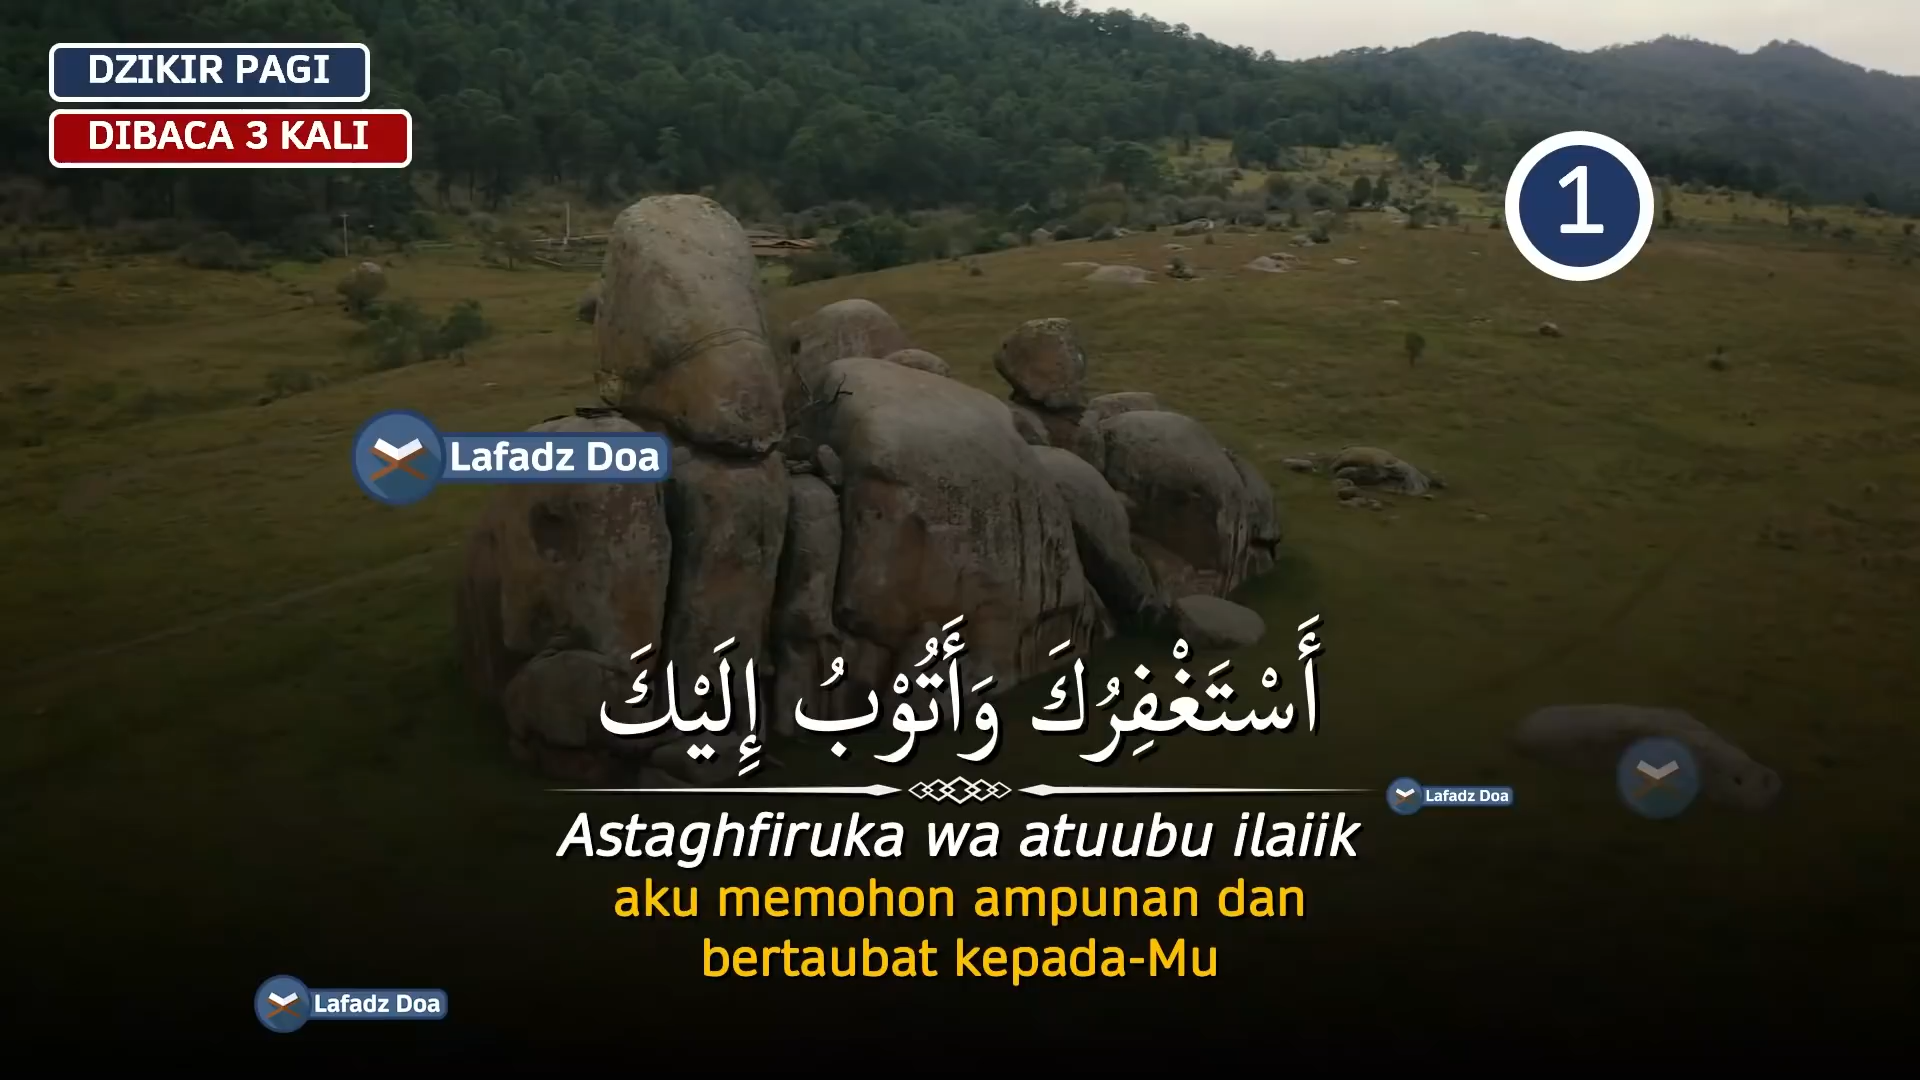 DZIKIR PAGI
DIBACA 3 KALI
1
Lafadz Doa
أَسْتَغْفِرُكَ وَأَتُوْبُ إِلَيْكَ
Lafadz Doa
Astaghfiruka wa atuubu ilaiik
aku memohon ampunan dan
bertaubat kepada-Mu
Lafadz Doa